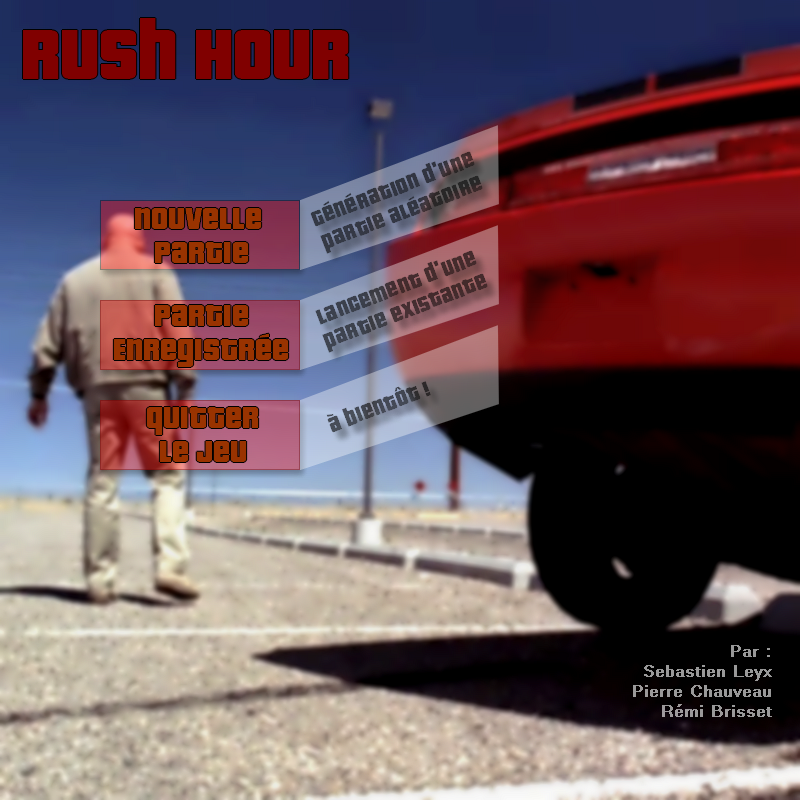 Rush Hour
Nouvelle
Partie
Génération d'une
partie aléatoire
Partie
Enregistrée
Lancement d'une
partie existante
Quitter
Le Jeu
à bientôt !
Par :
Sebastien Leyx
Pierre Chauveau
Rémi Brisset